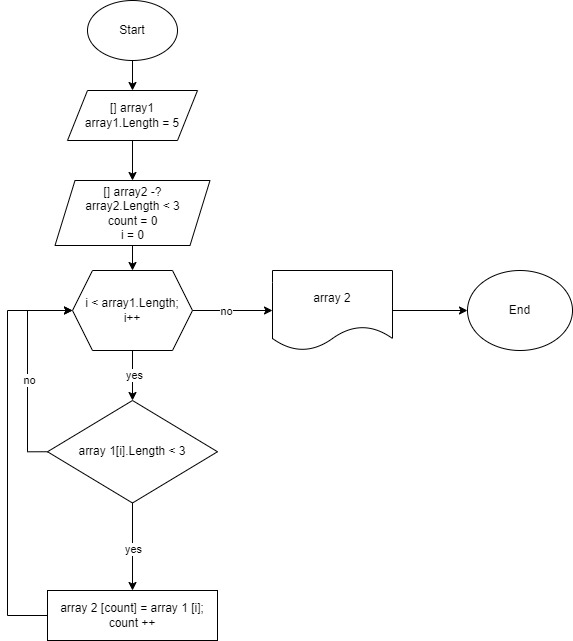 Start
[] array1
array1.Length = 5
[] array2 -?
array2.Length < 3
count = 0
i = 0
i < array1.Length;
i++
no
array 2
End
yes
no
array 1[i].Length < 3
yes
array 2 [count] = array 1 [i];
count ++